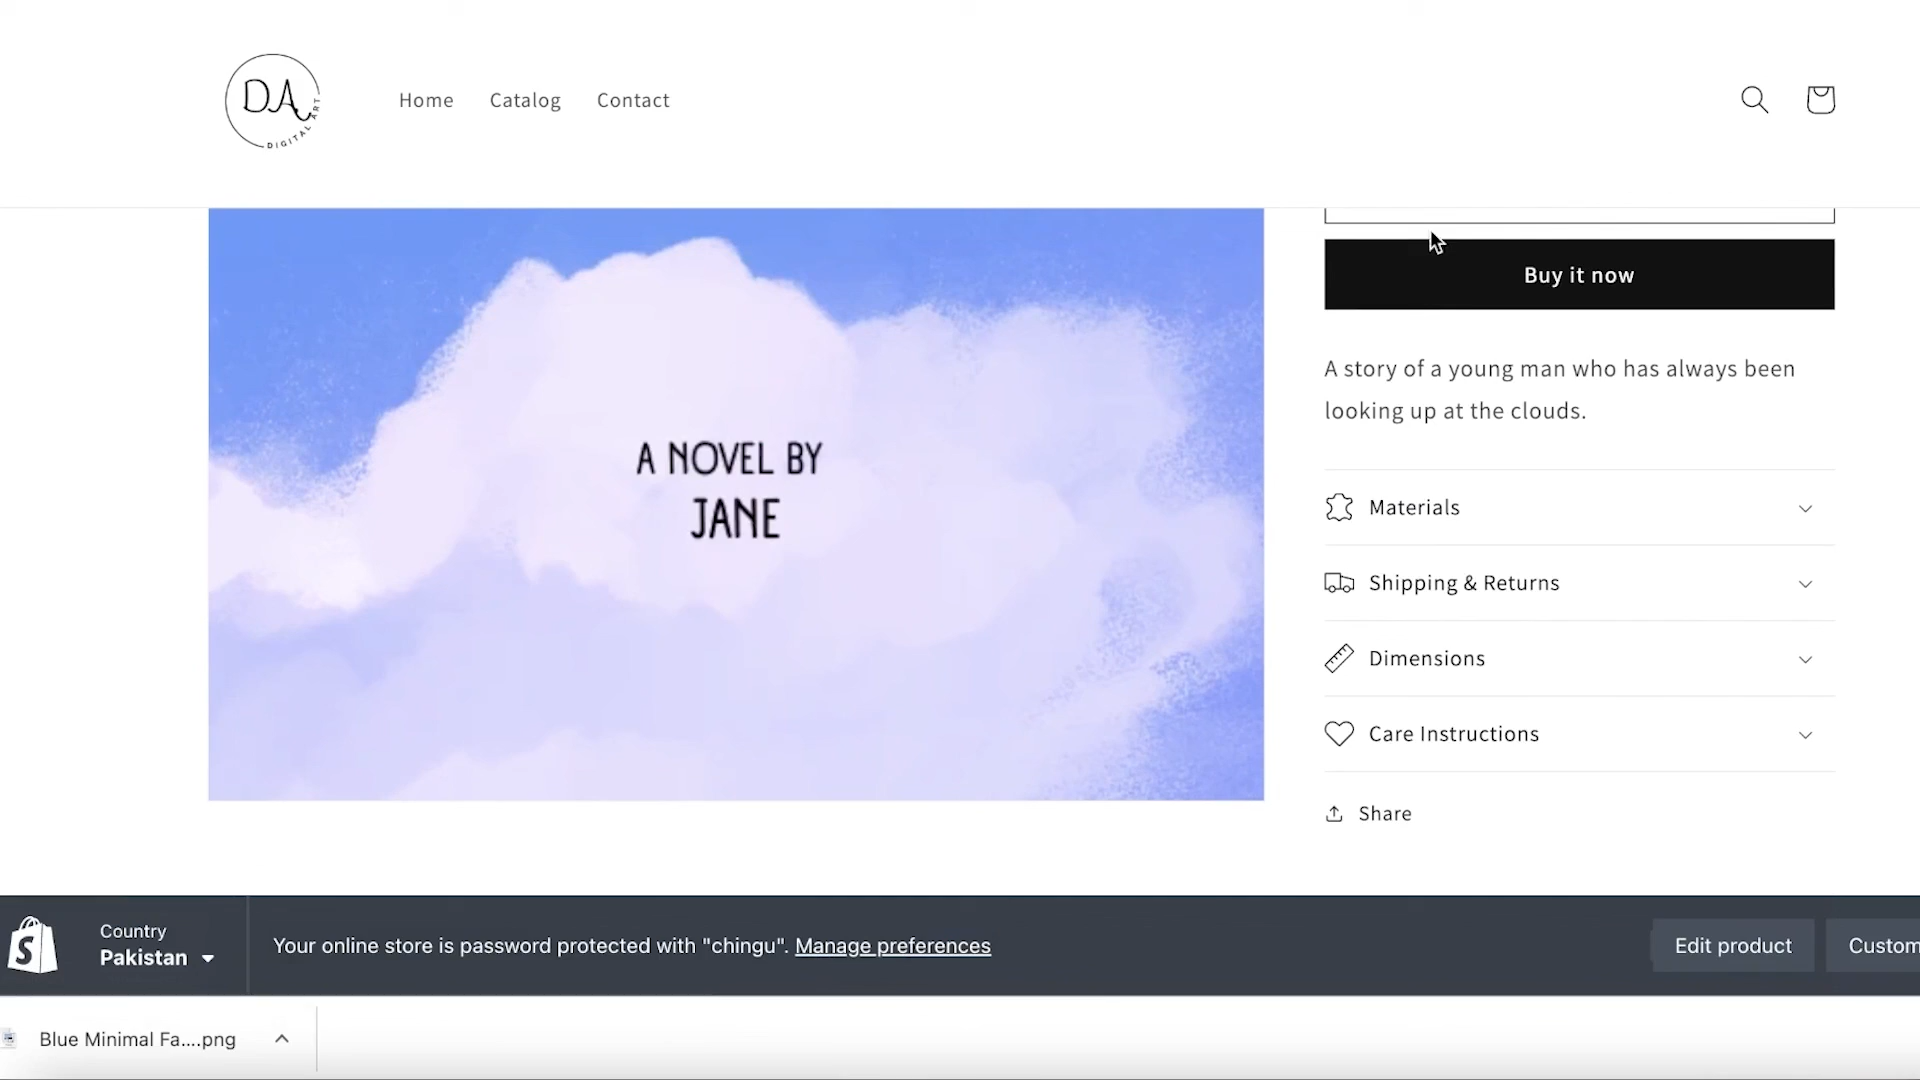 DA
DIGITAL ART
Home
Catalog
Contact
A NOVEL BY
JANE
Buy it now
A story of a young man who has always been
looking up at the clouds.
Materials
Shipping & Returns
Dimensions
Care Instructions
Share
S
Country
Pakistan
Your online store is password protected with "chingu". Manage preferences
Edit product
Custom
Blue Minimal Fa....png